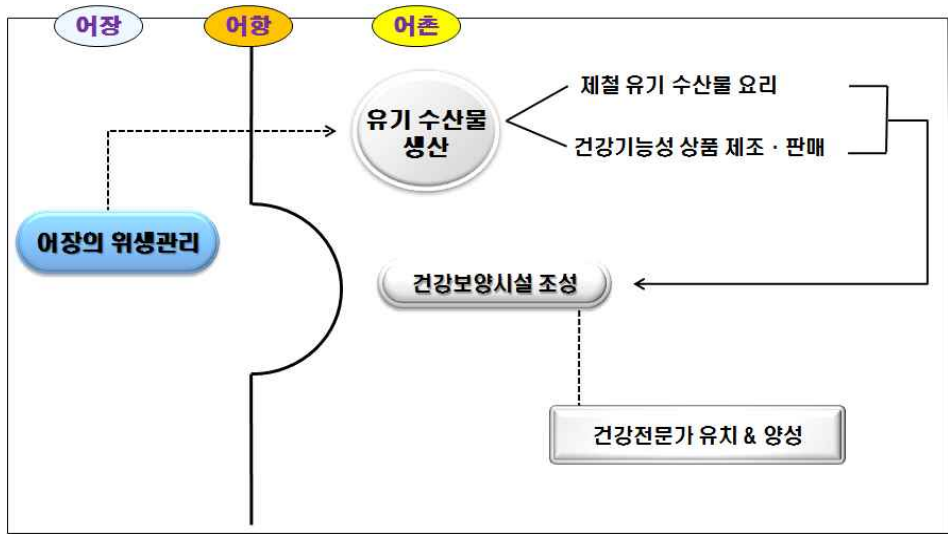 어장
어항
어촌
유기 수산물
생산
제철 유기 수산물 요리
건강기능성 상품 제조 · 판매
어장의 위생관리
건강보양시설 조성
건강전문가 유치 & 양성